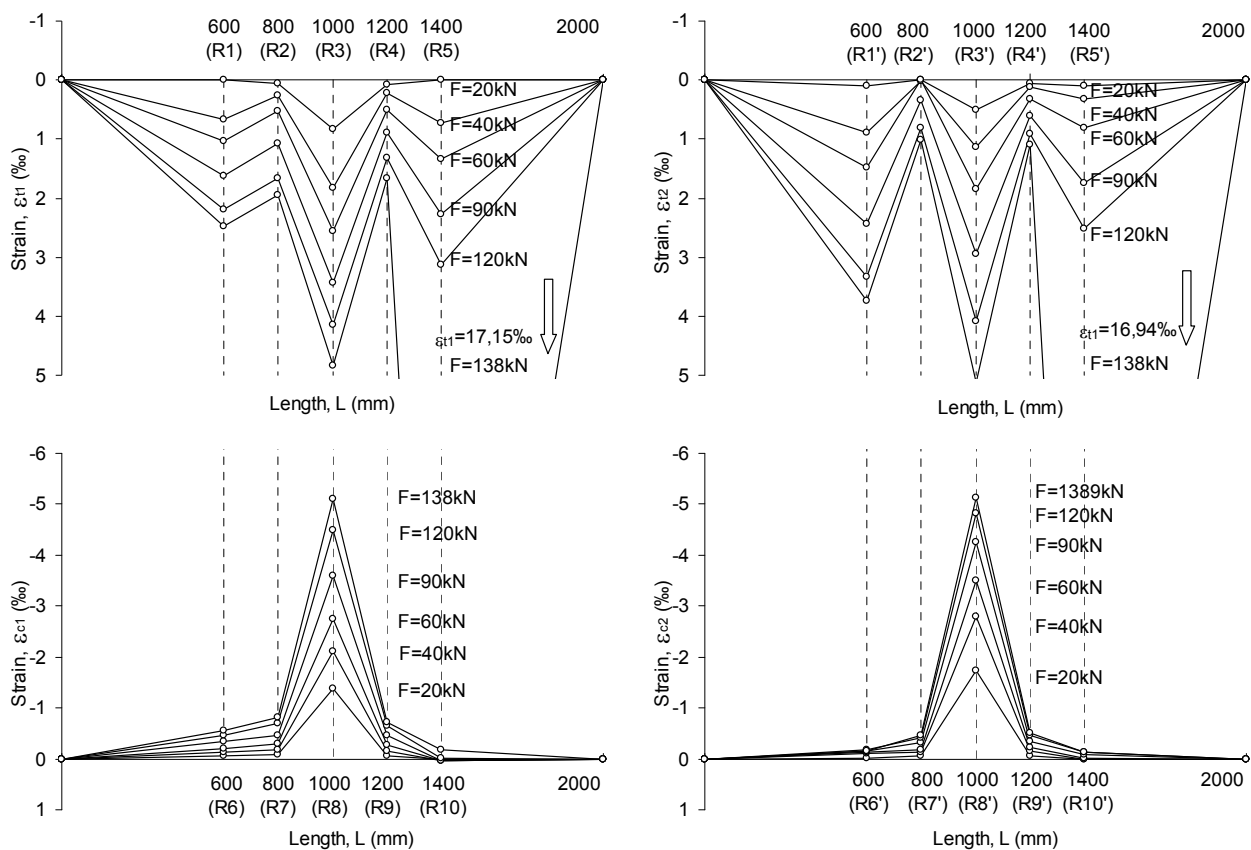 -1
600 800 1000 1200 1400 2000
(R1) (R2) (R3) (R4) (R5)
0
1
2
3
4
5
Strain, εt1 (‰)
F=20kN
F=40kN
F=60kN
F=90kN
F=120kN
εt1=17,15‰
F=138kN
Length, L (mm)
-1
600 800 1000 1200 1400 2000
(R1') (R2') (R3') (R4') (R5')
0
1
2
3
4
5
Strain, εt2 (‰)
F=20kN
F=40kN
F=60kN
F=90kN
F=120kN
εt1=16,94‰
F=138kN
Length, L (mm)
-6
-5
-4
-3
-2
-1
0
1
Strain, εc1 (‰)
F=138kN
F=120kN
F=90kN
F=60kN
F=40kN
F=20kN
600 800 1000 1200 1400 2000
(R6) (R7) (R8) (R9) (R10)
Length, L (mm)
-6
-5
-4
-3
-2
-1
0
1
Strain, εc2 (‰)
F=1389kN
F=120kN
F=90kN
F=60kN
F=40kN
F=20kN
600 800 1000 1200 1400 2000
(R6') (R7') (R8') (R9') (R10')
Length, L (mm)